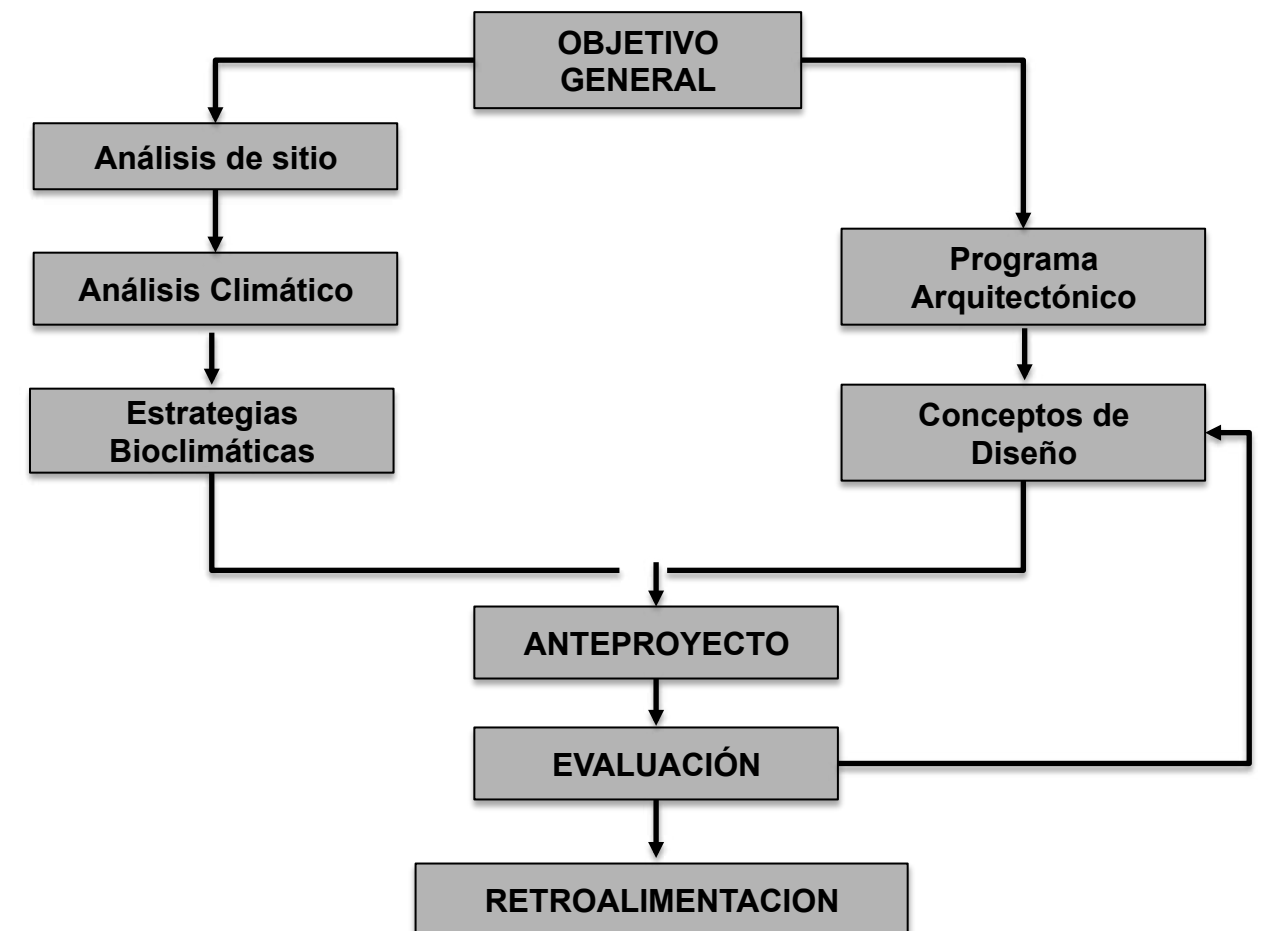 OBJETIVO
GENERAL
Análisis de sitio
Análisis Climático
Estrategias
Bioclimáticas
Programa
Arquitectónico
Conceptos de
Diseño
ANTEPROYECTO
EVALUACIÓN
RETROALIMENTACION